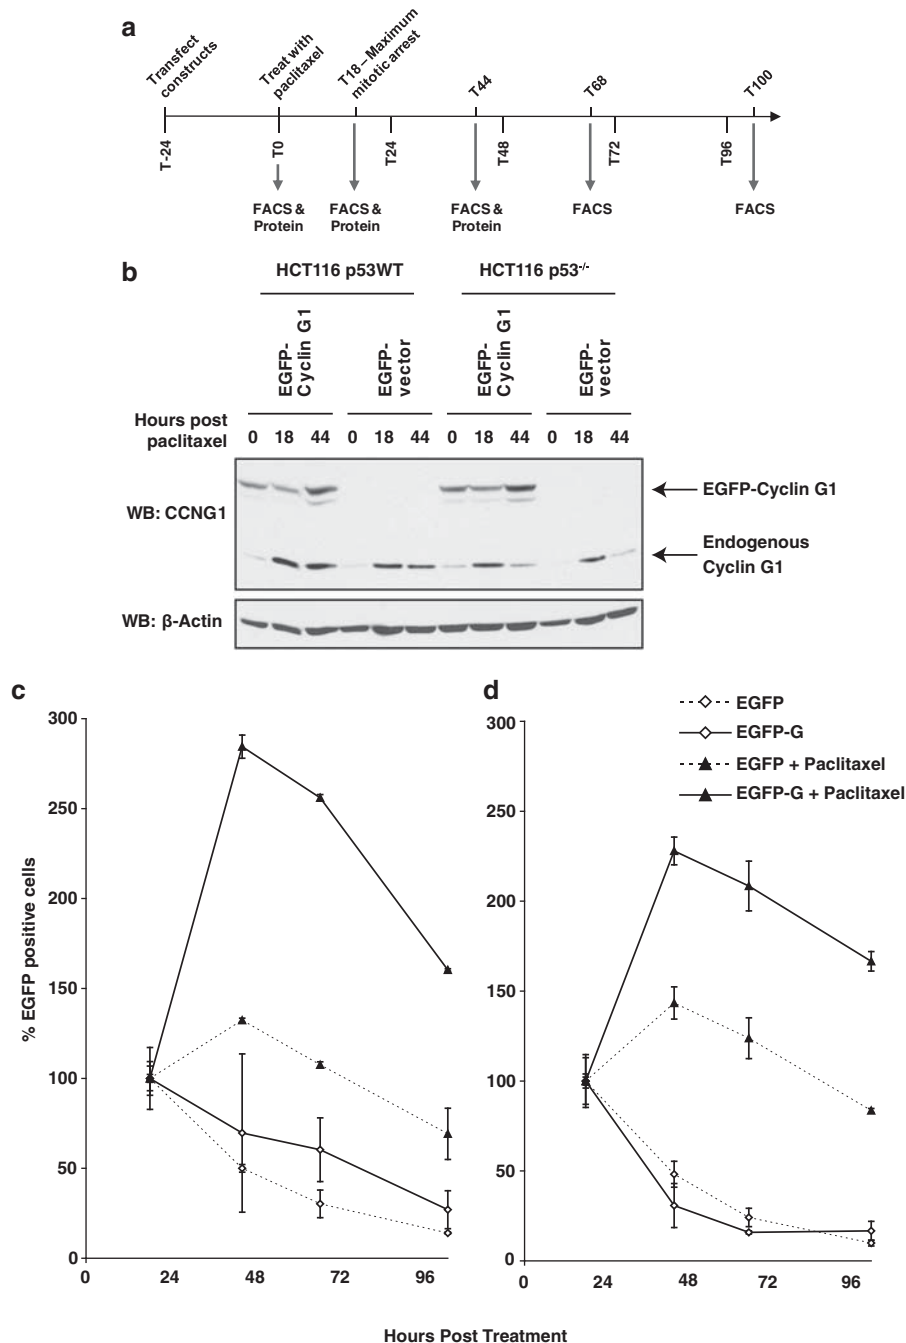 a
Transfect
constructs
Treat with
paclitaxel
T18 – Maximum
mitotic arrest
T44
T68
T100
T-24
T0
T24
T48
T72
T96
FACS &
Protein
FACS &
Protein
FACS &
Protein
FACS
FACS
b
HCT116 p53WT
HCT116 p53-/-
EGFP-
Cyclin G1
EGFP-
vector
EGFP-
Cyclin G1
EGFP-
vector
Hours post
paclitaxel
0 18 44 0 18 44 0 18 44 0 18 44
WB: CCNG1
EGFP-Cyclin G1
Endogenous
Cyclin G1
WB: β-Actin
c
% EGFP positive cells
300
250
200
150
100
50
0
0 24 48 72 96
d
EGFP
EGFP-G
EGFP + Paclitaxel
EGFP-G + Paclitaxel
300
250
200
150
100
50
0
0 24 48 72 96
Hours Post Treatment